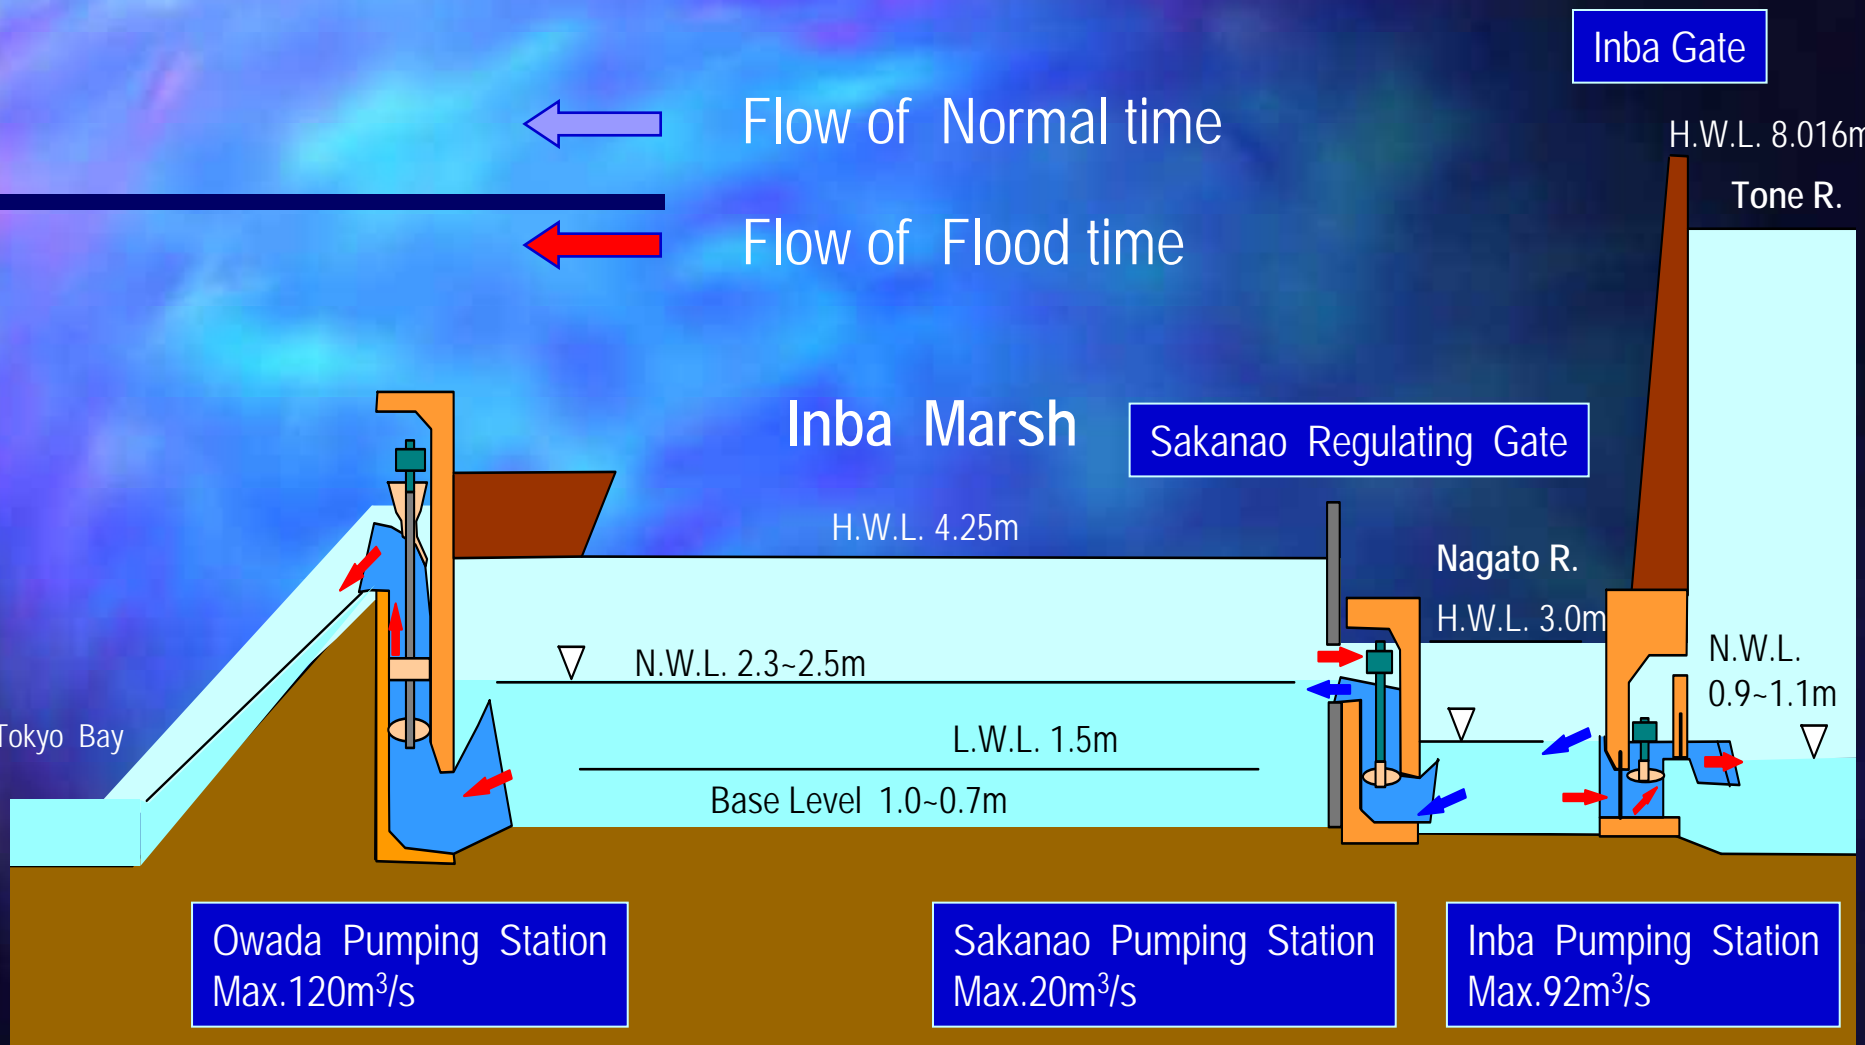 Inba Gate
Flow of Normal time
H.W.L. 8.016m
Tone R.
Flow of Flood time
Inba Marsh
Sakanao Regulating Gate
H.W.L. 4.25m
Nagato R.
H.W.L. 3.0m
N.W.L. 2.3~2.5m
N.W.L.
0.9~1.1m
Tokyo Bay
L.W.L. 1.5m
Base Level 1.0~0.7m
Owada Pumping Station
Max.120m³/s
Sakanao Pumping Station
Max.20m³/s
Inba Pumping Station
Max.92m³/s